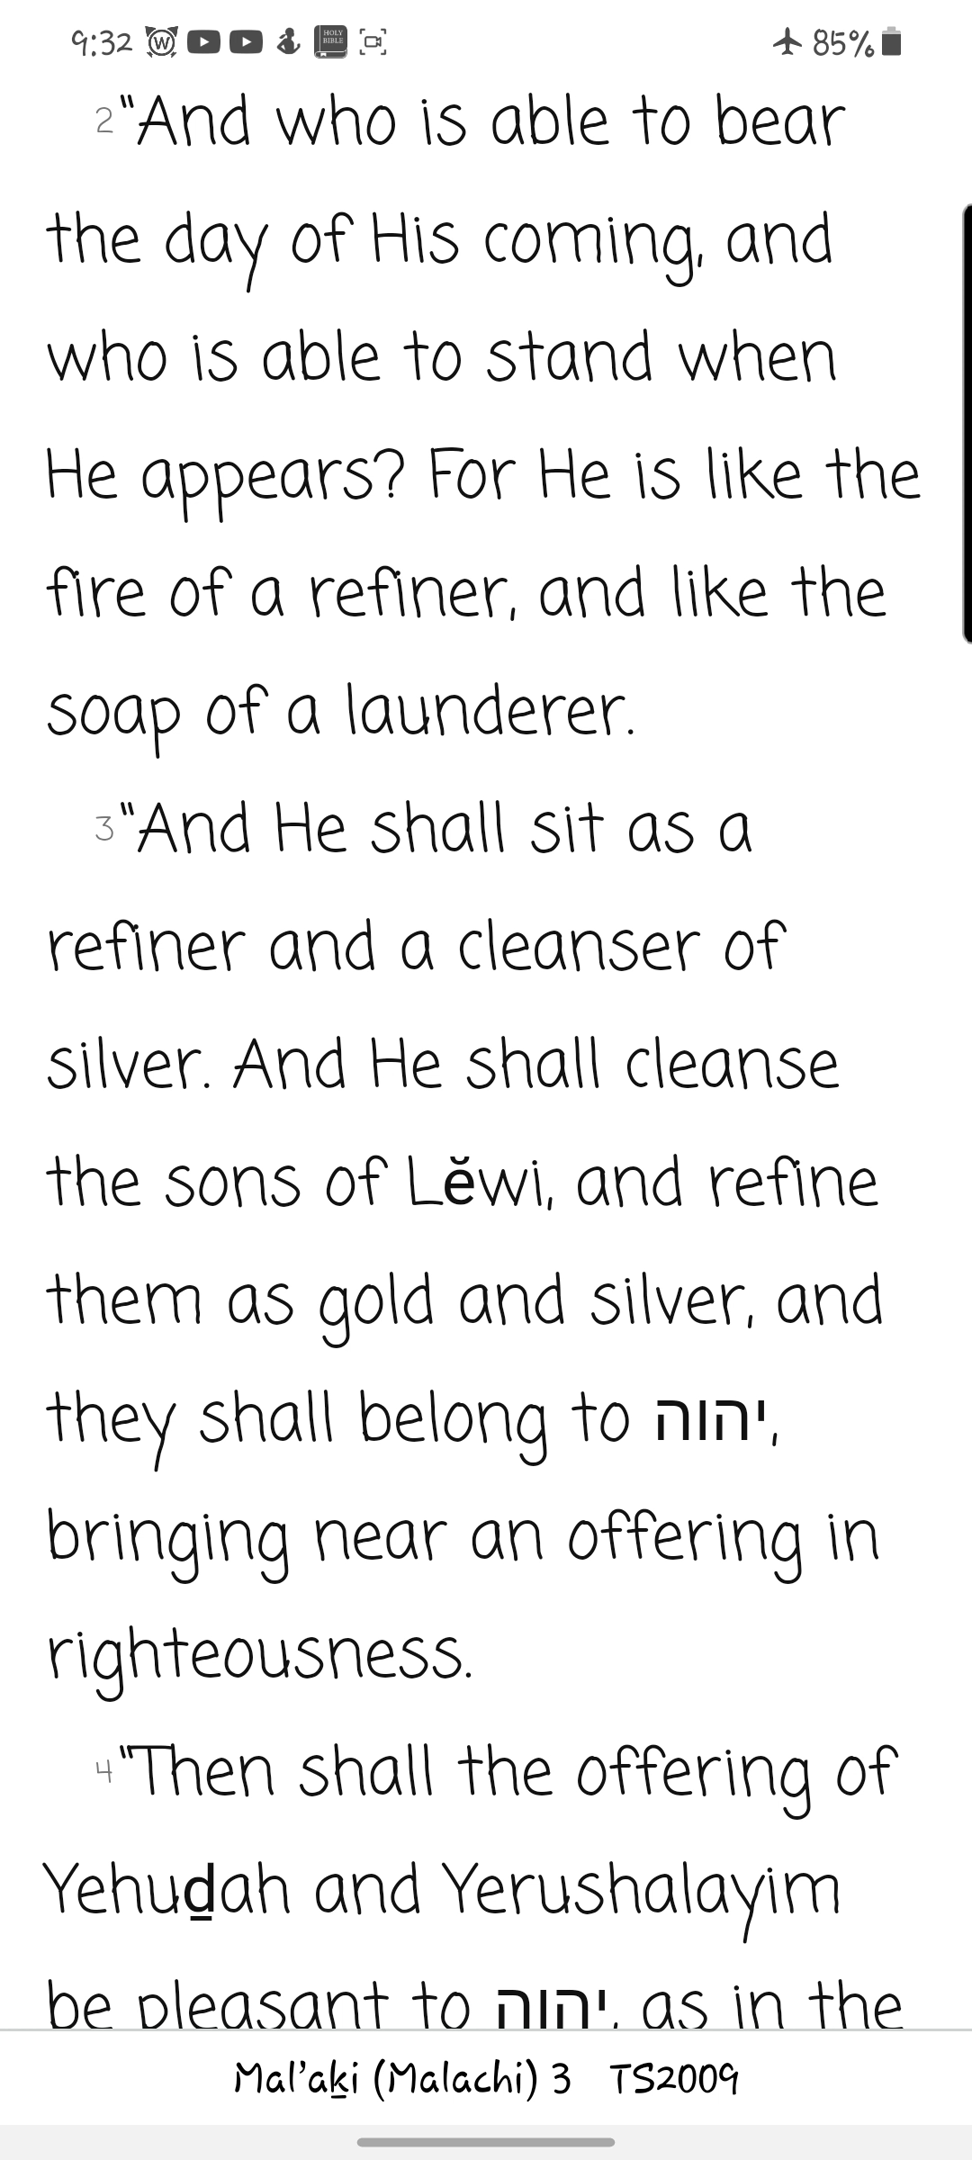 9:32 85%
HOLY
BIBLE
2 "And who is able to bear
the day of His coming, and
who is able to stand when
He appears? For He is like the
fire of a refiner, and like the
soap of a launderer.
3 "And He shall sit as a
refiner and a cleanser of
silver. And He shall cleanse
the sons of Lĕwi, and refine
them as gold and silver, and
they shall belong to יהוה,
bringing near an offering in
righteousness.
4 "Then shall the offering of
Yehuḏah and Yerushalayim
be pleasant to יהוה, as in the
Mal'aḵi (Malachi) 3 TS2009